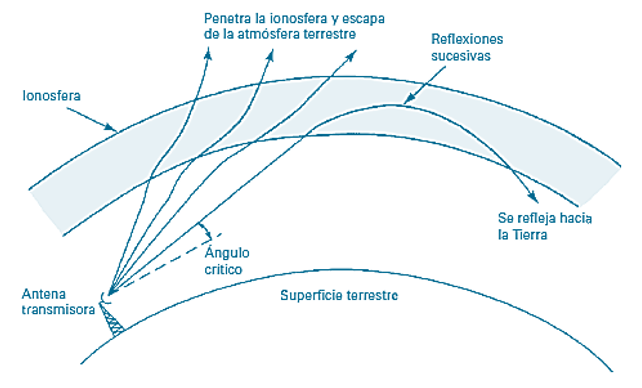 Penetra la ionosfera y escapa
de la atmósfera terrestre
Reflexiones
sucesivas
Ionosfera
Se refleja hacia
la Tierra
Ángulo
crítico
Antena
transmisora
Superficie terrestre